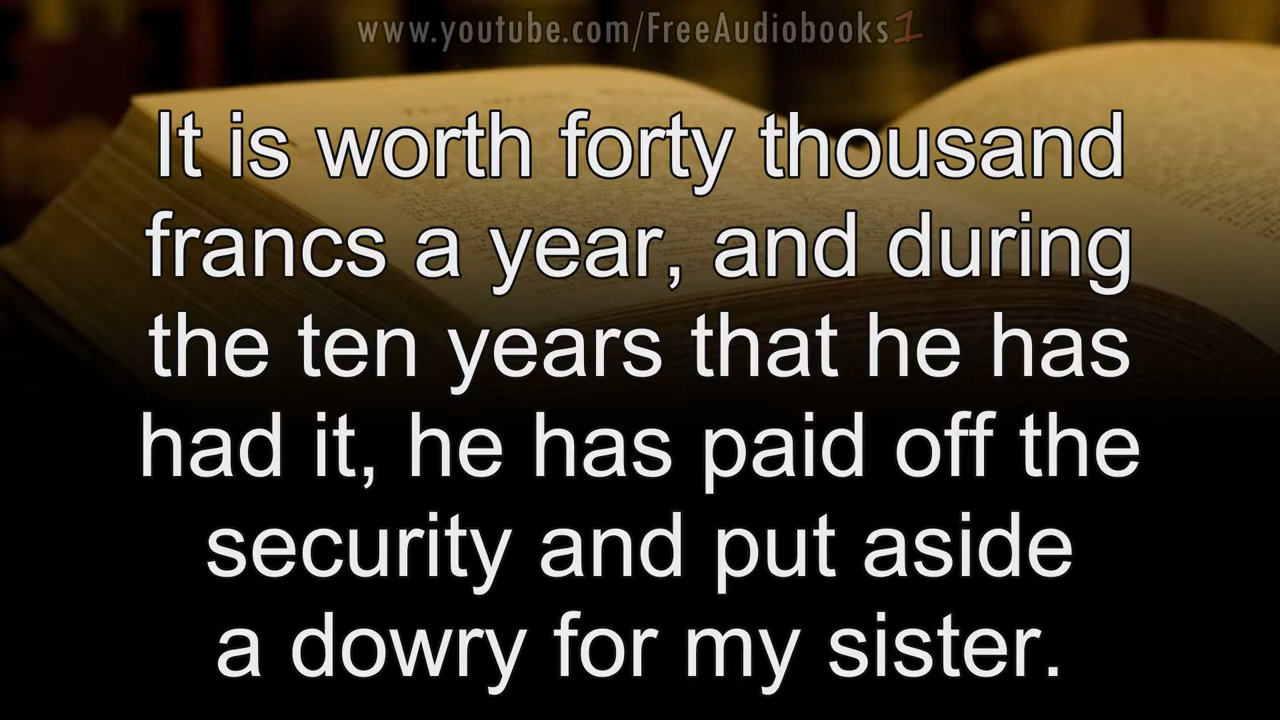 www.youtube.com/FreeAudiobooks1
It is worth forty thousand
francs a year, and during
the ten years that he has
had it, he has paid off the
security and put aside
a dowry for my sister.